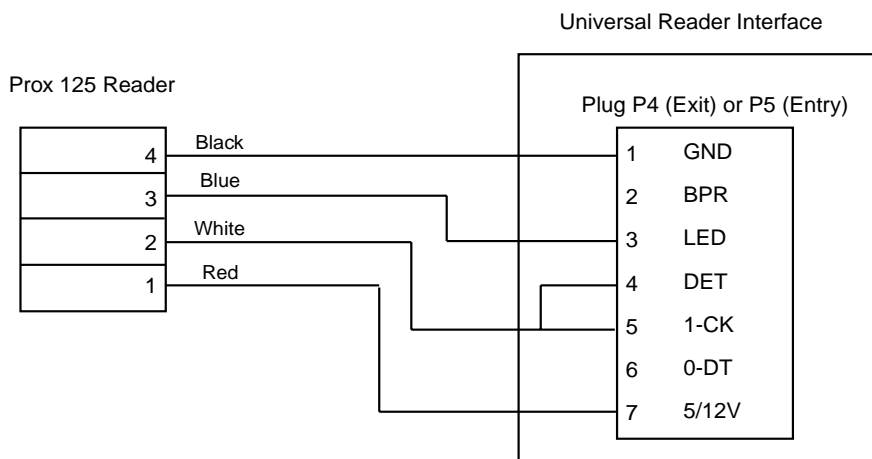 Universal Reader Interface
Prox 125 Reader
Plug P4 (Exit) or P5 (Entry)
4 Black 1 GND
3 Blue 2 BPR
2 White 3 LED
1 Red 4 DET
5 1-CK
6 0-DT
7 5/12V